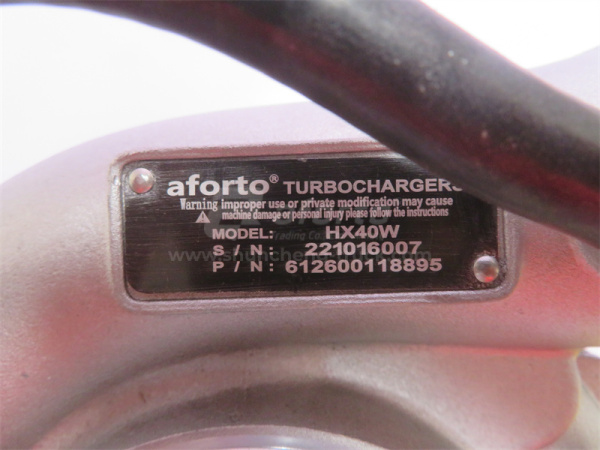 aforto® TURBOCHARGERS
Warning improper use or private modification may cause
machine damage or personal injury please follow the instructions
MODEL: HX40W
S / N: 221016007
P / N: 612600118895